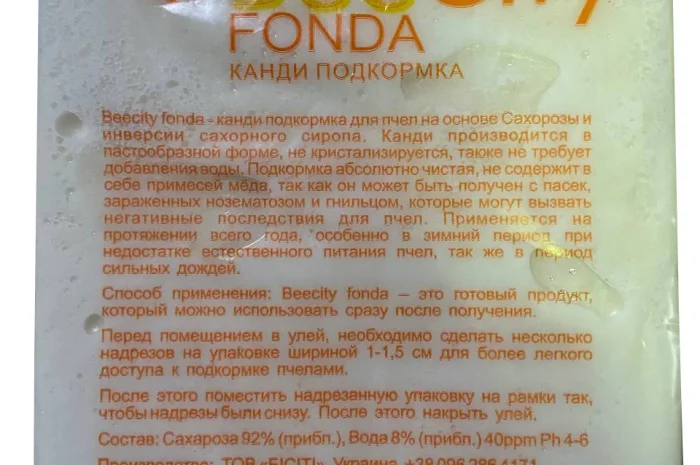 FONDA
КАНДИ ПОДКОРМКА
Beecity fonda - канди подкормка для пчел на основе Сахорозы и
инверсии сахорного сиропа. Канди производится в
пастообразной форме, не кристализируется, также не требует
добавления воды. Подкормка абсолютно чистая, не содержит в
себе примесей мёда, так как он может быть получен с пасек,
зараженных нозематозом и гнильцом, которые могут вызвать
негативные последствия для пчел. Применяется на
протяжении всего года, особенно в зимний период при
недостатке естественного питания пчел, так же в период
сильных дождей.
Способ применения: Beecity fonda – это готовый продукт,
который можно использовать сразу после получения.
Перед помещением в улей, необходимо сделать несколько
надрезов на упаковке шириной 1-1,5 см для более легкого
доступа к подкормке пчелами.
После этого поместить надрезанную упаковку на рамки так,
чтобы надрезы были снизу. После этого накрыть улей.
Состав: Сахароза 92% (прибл.), Вода 8% (прибл.) 40ppm Ph 4-6
Производитель: ТОВ «БІСІТІ», Украина